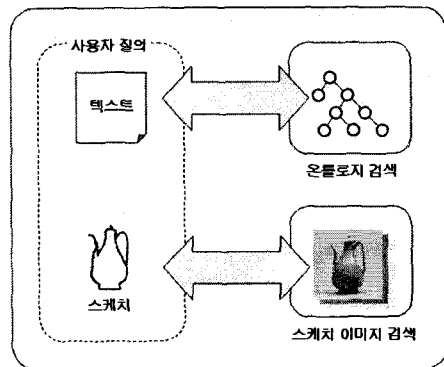 사용자 질의
텍스트
온톨로지 검색
스케치
스케치 이미지 검색